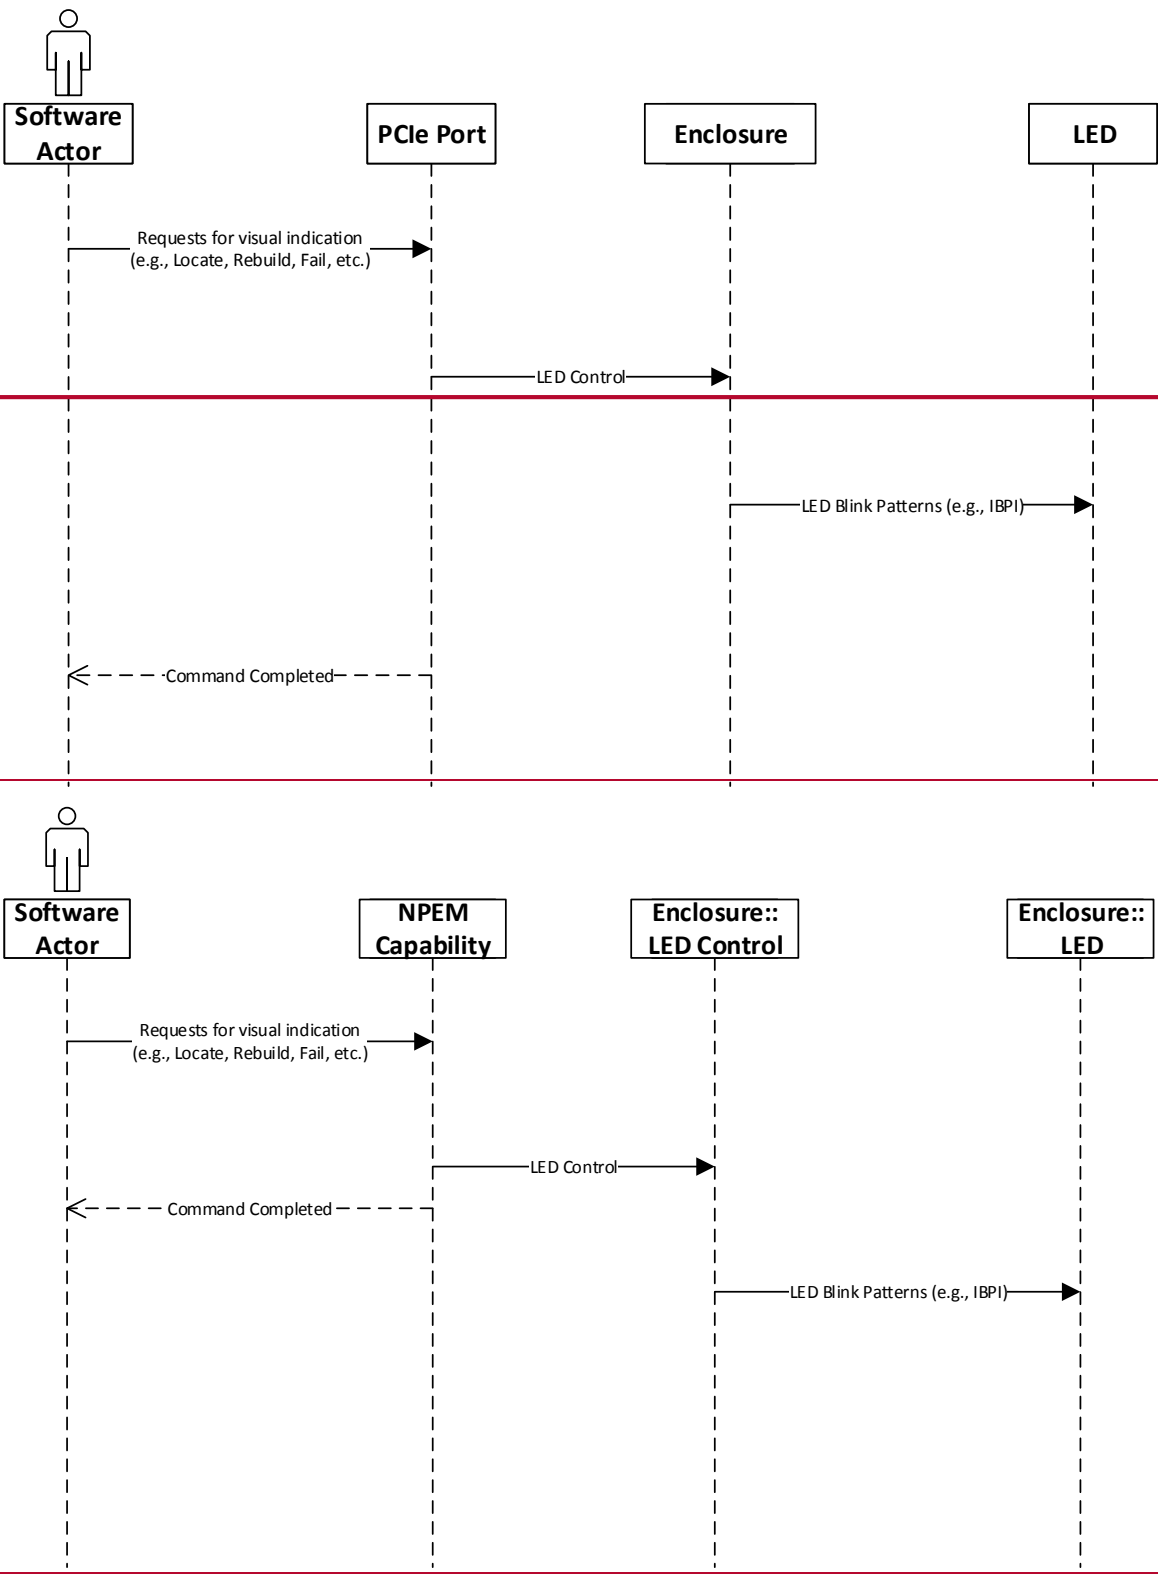 Software
Actor
PCIe Port
Enclosure
LED
Requests for visual indication
(e.g., Locate, Rebuild, Fail, etc.)
LED Control
LED Blink Patterns (e.g., IBPI)
Command Completed
Software
Actor
NPEM
Capability
Enclosure::
LED Control
Enclosure::
LED
Requests for visual indication
(e.g., Locate, Rebuild, Fail, etc.)
LED Control
Command Completed
LED Blink Patterns (e.g., IBPI)